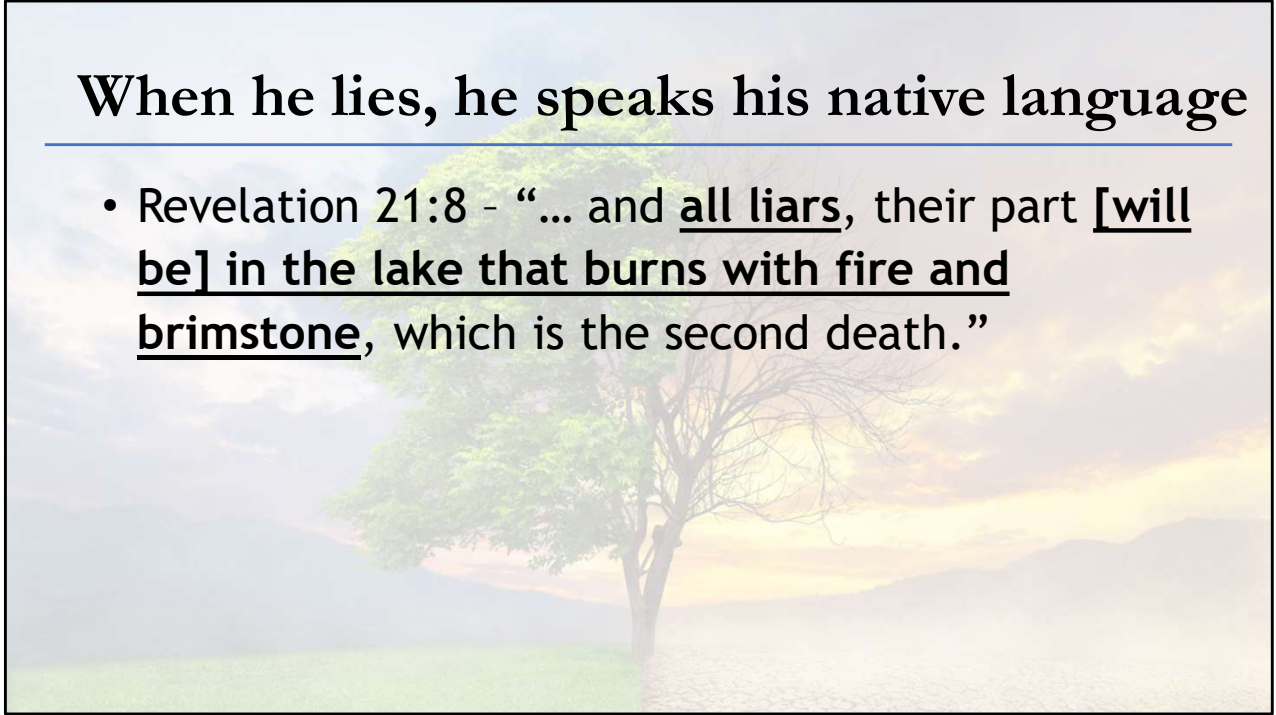 When he lies, he speaks his native language
• Revelation 21:8 – “… and all liars, their part [will
be] in the lake that burns with fire and
brimstone, which is the second death.”